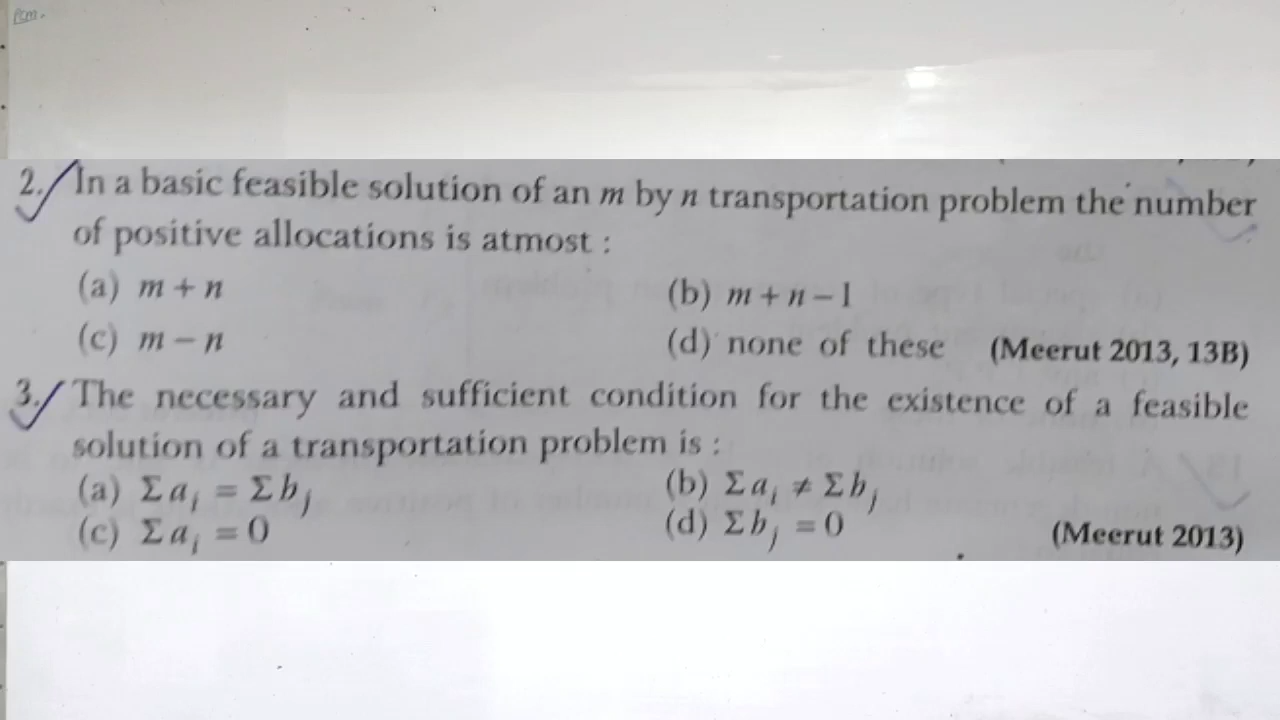 2. In a basic feasible solution of an m by n transportation problem the number
of positive allocations is atmost :
(a) m + n (b) m + n – 1
(c) m – n (d) none of these (Meerut 2013, 13B)
3. The necessary and sufficient condition for the existence of a feasible
solution of a transportation problem is :
(a) Σ a_i = Σ b_j (b) Σ a_i ≠ Σ b_j
(c) Σ a_i = 0 (d) Σ b_j = 0 (Meerut 2013)